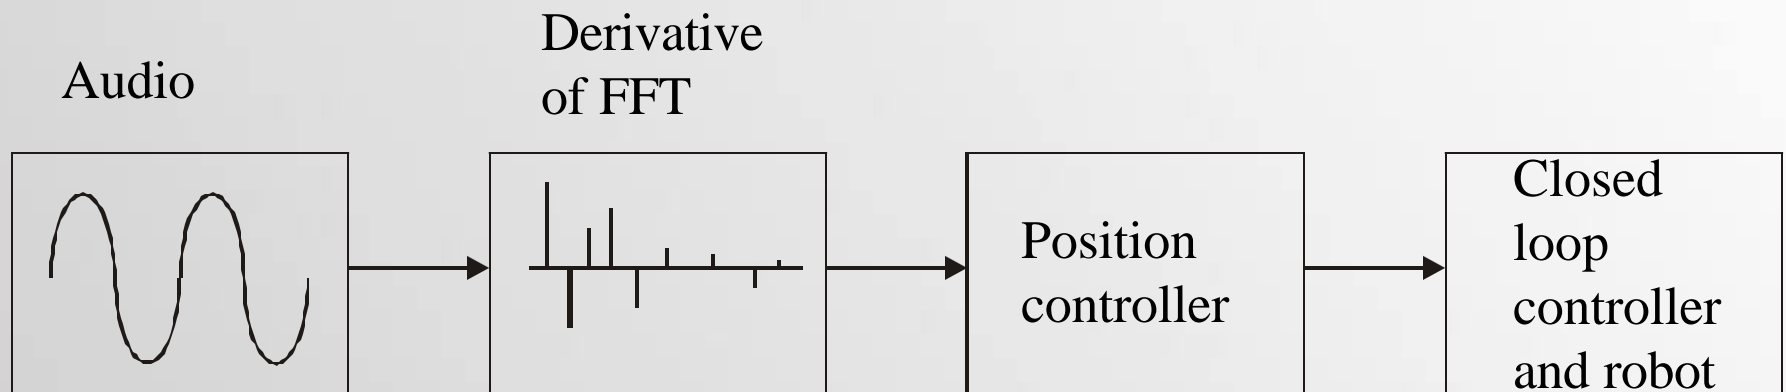 Audio
Derivative
of FFT
Position
controller
Closed
loop
controller
and robot